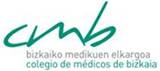 cmb
bizkaiko medikuen elkargoa
colegio de médicos de bizkaia